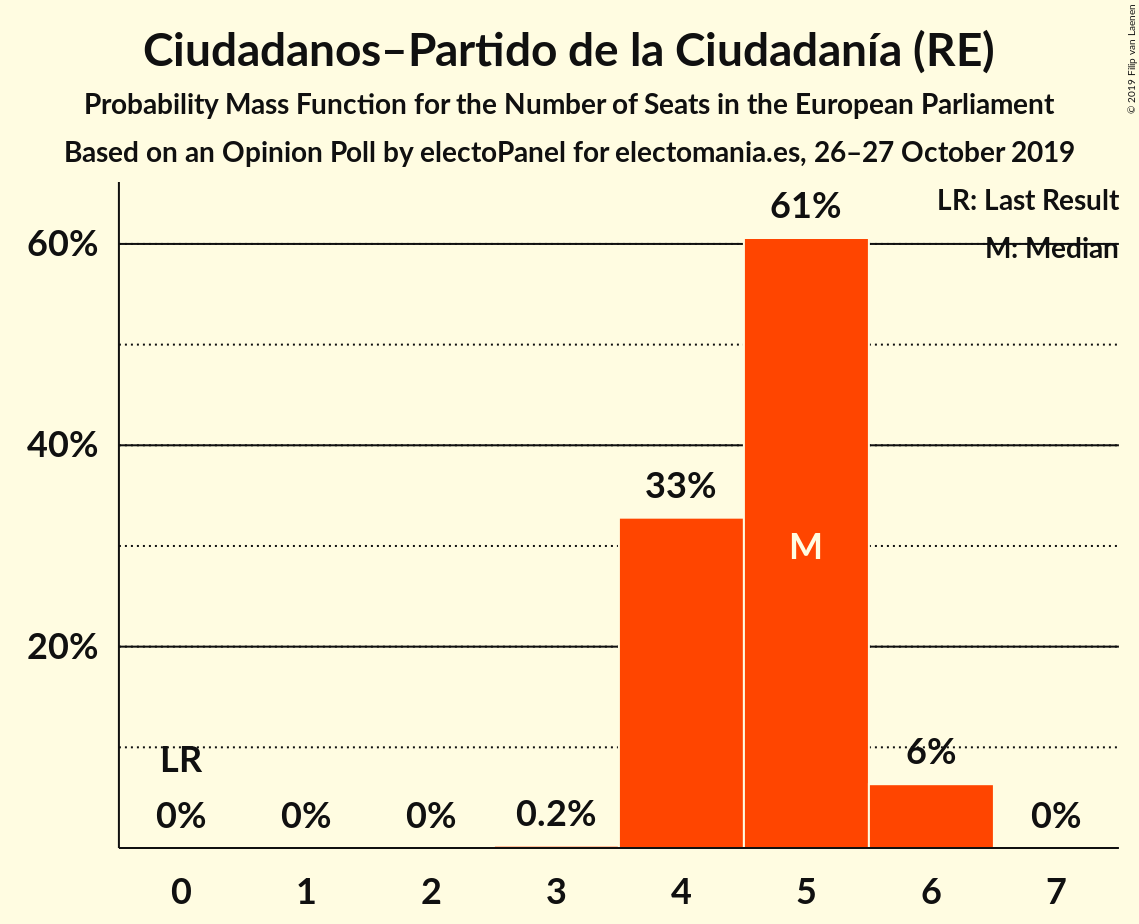 Ciudadanos–Partido de la Ciudadanía (RE)
Probability Mass Function for the Number of Seats in the European Parliament
Based on an Opinion Poll by electoPanel for electomania.es, 26–27 October 2019
© 2019 Filip van Laenen
LR: Last Result
M: Median
61%
60%
40%
33%
M
20%
LR
6%
0% 0% 0% 0.2% 0%
0 1 2 3 4 5 6 7